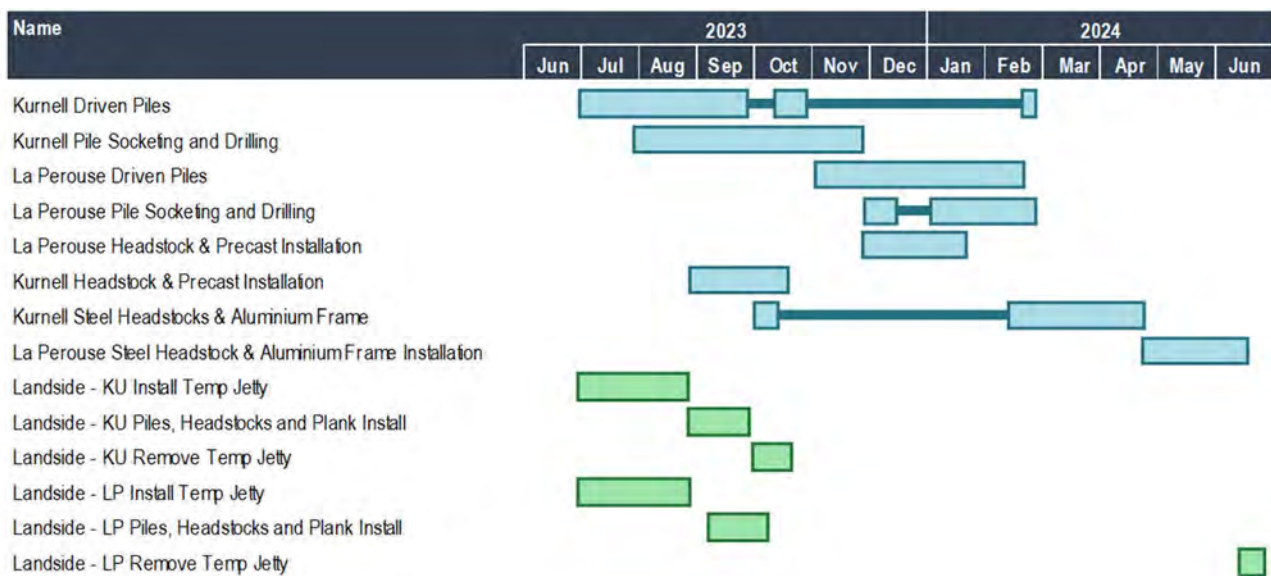 Name 2023 2024
Jun Jul Aug Sep Oct Nov Dec Jan Feb Mar Apr May Jun
Kurnell Driven Piles
Kurnell Pile Socketing and Drilling
La Perouse Driven Piles
La Perouse Pile Socketing and Drilling
La Perouse Headstock & Precast Installation
Kurnell Headstock & Precast Installation
Kurnell Steel Headstocks & Aluminium Frame
La Perouse Steel Headstock & Aluminium Frame Installation
Landside - KU Install Temp Jetty
Landside - KU Piles, Headstocks and Plank Install
Landside - KU Remove Temp Jetty
Landside - LP Install Temp Jetty
Landside - LP Piles, Headstocks and Plank Install
Landside - LP Remove Temp Jetty